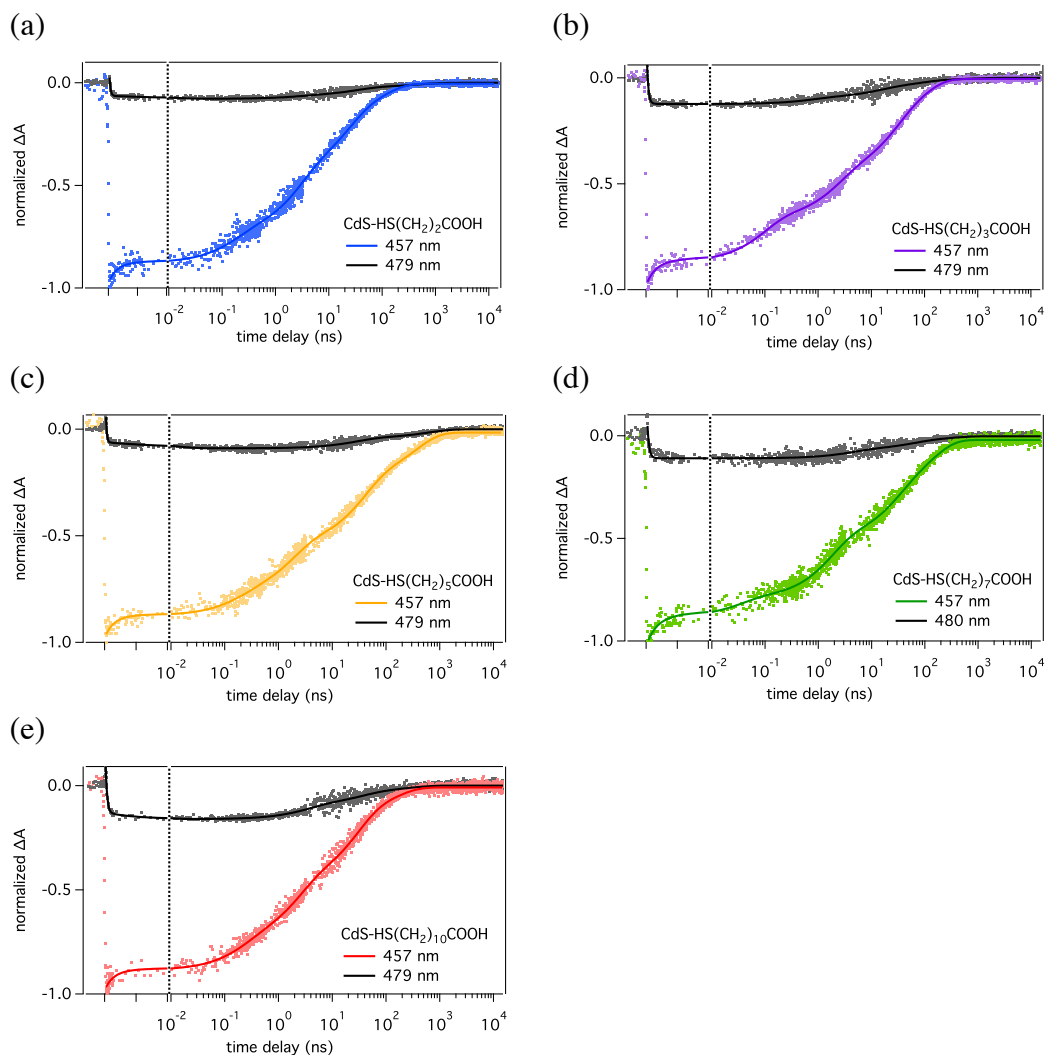 (a)
0.0
-0.5
-1.0
normalized ΔA
CdS-HS(CH₂)₂COOH
457 nm
479 nm
10⁻² 10⁻¹ 10⁰ 10¹ 10² 10³ 10⁴
time delay (ns)
(b)
0.0
-0.5
-1.0
normalized ΔA
CdS-HS(CH₂)₃COOH
457 nm
479 nm
10⁻² 10⁻¹ 10⁰ 10¹ 10² 10³ 10⁴
time delay (ns)
(c)
0.0
-0.5
-1.0
normalized ΔA
CdS-HS(CH₂)₅COOH
457 nm
479 nm
10⁻² 10⁻¹ 10⁰ 10¹ 10² 10³ 10⁴
time delay (ns)
(d)
0.0
-0.5
-1.0
normalized ΔA
CdS-HS(CH₂)₇COOH
457 nm
480 nm
10⁻² 10⁻¹ 10⁰ 10¹ 10² 10³ 10⁴
time delay (ns)
(e)
0.0
-0.5
-1.0
normalized ΔA
CdS-HS(CH₂)₁₀COOH
457 nm
479 nm
10⁻² 10⁻¹ 10⁰ 10¹ 10² 10³ 10⁴
time delay (ns)